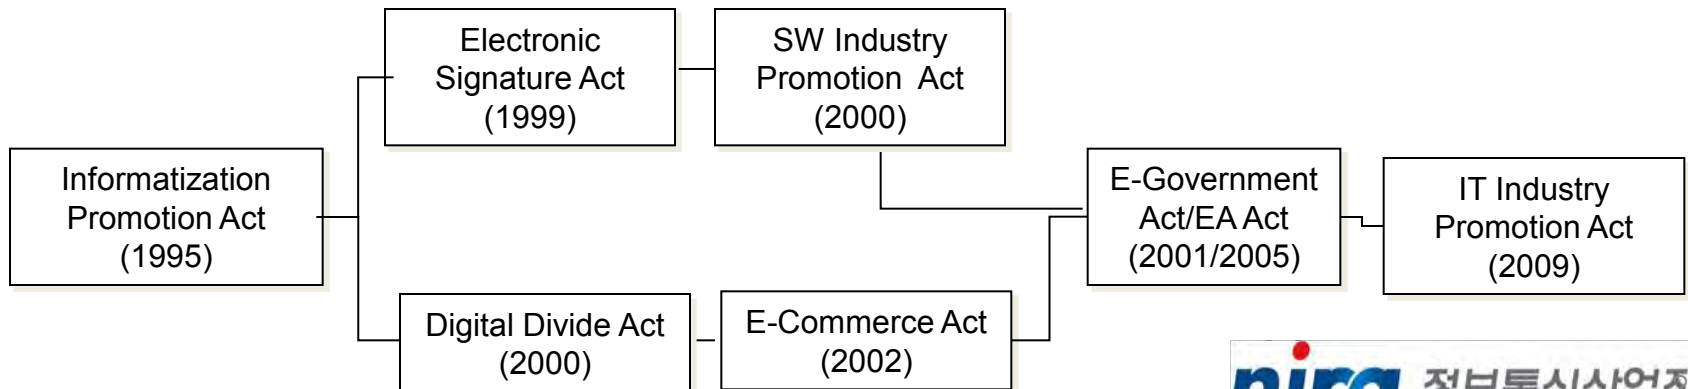 Informatization
Promotion Act
(1995)
Electronic
Signature Act
(1999)
SW Industry
Promotion Act
(2000)
Digital Divide Act
(2000)
E-Commerce Act
(2002)
E-Government
Act/EA Act
(2001/2005)
IT Industry
Promotion Act
(2009)